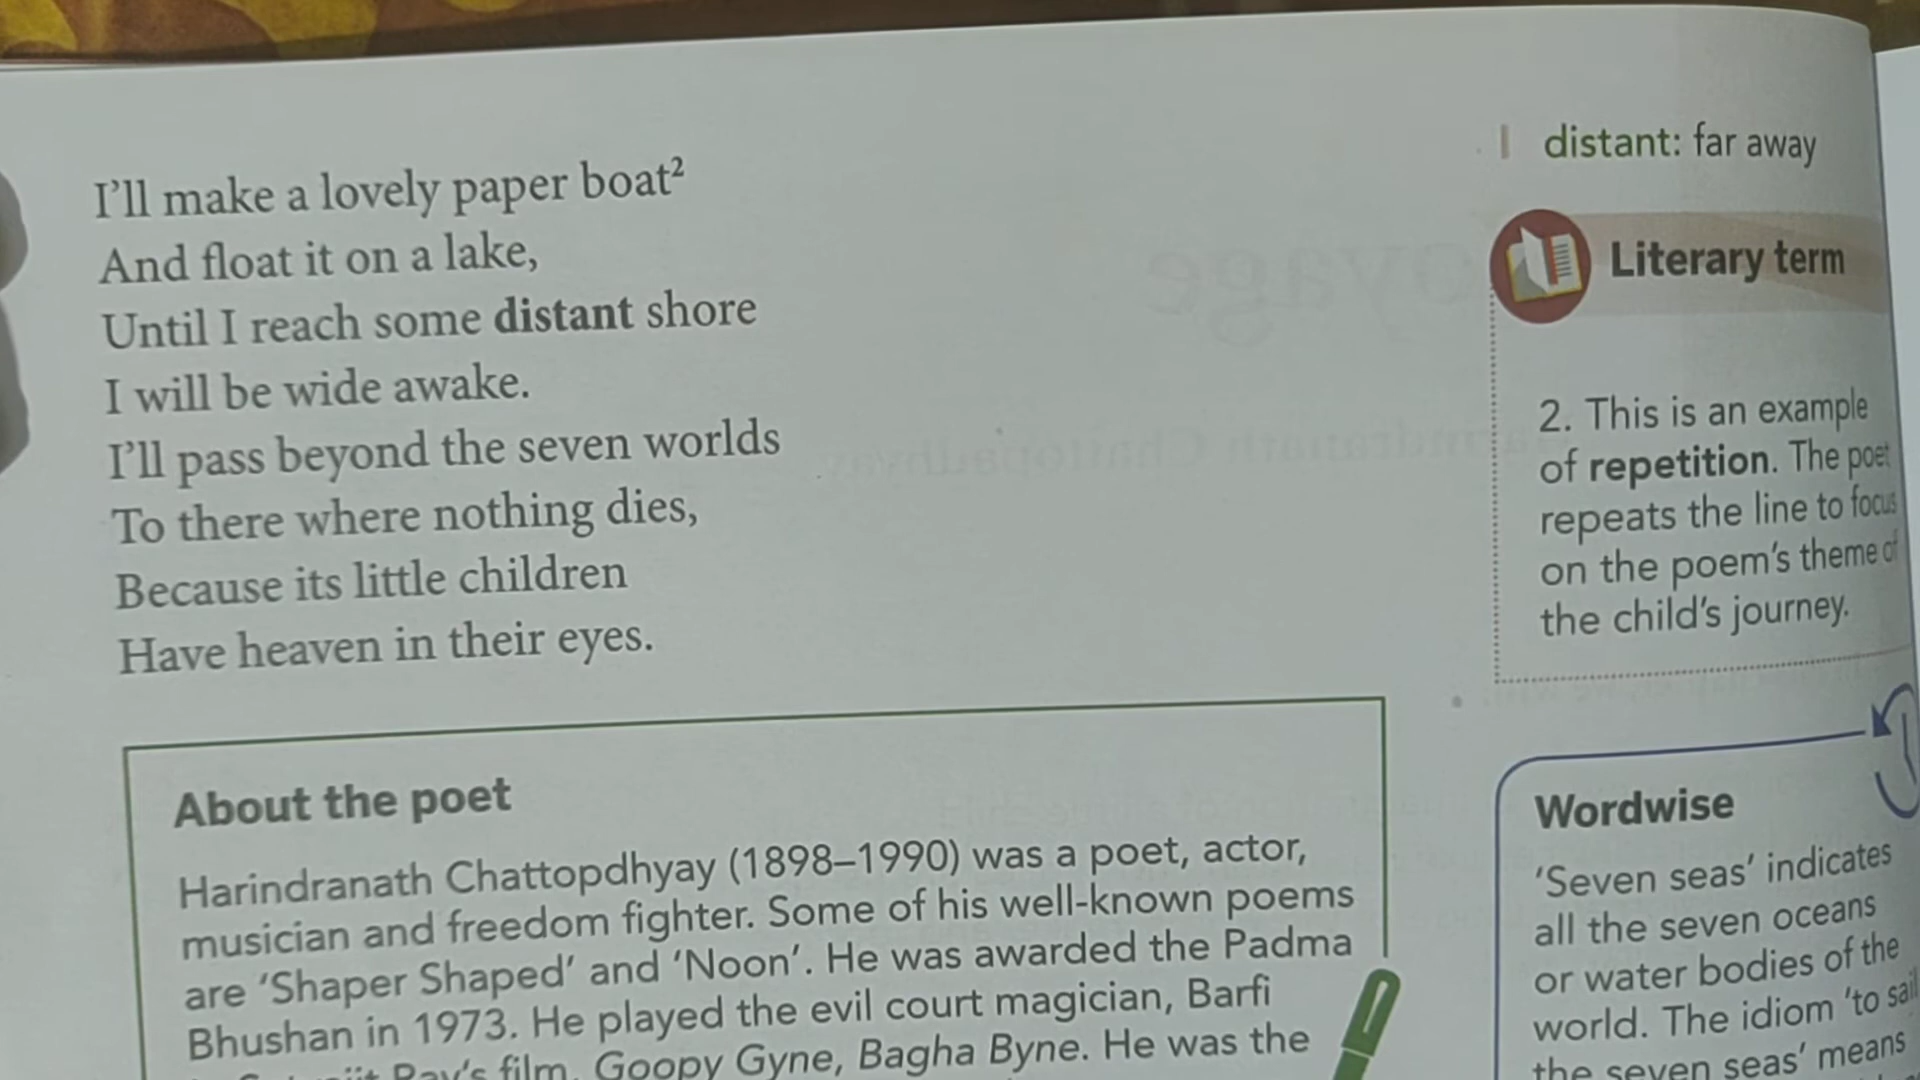 I'll make a lovely paper boat²
And float it on a lake,
Until I reach some distant shore
I will be wide awake.
I'll pass beyond the seven worlds
To there where nothing dies,
Because its little children
Have heaven in their eyes.
distant: far away
Literary term
2. This is an example
of repetition. The poet
repeats the line to focus
on the poem's theme of
the child's journey.
About the poet
Harindranath Chattopdhyay (1898–1990) was a poet, actor,
musician and freedom fighter. Some of his well-known poems
are 'Shaper Shaped' and 'Noon'. He was awarded the Padma
Bhushan in 1973. He played the evil court magician, Barfi
Ray's film, Goopy Gyne, Bagha Byne. He was the
Wordwise
'Seven seas' indicates
all the seven oceans
or water bodies of the
world. The idiom 'to sail
the seven seas' means